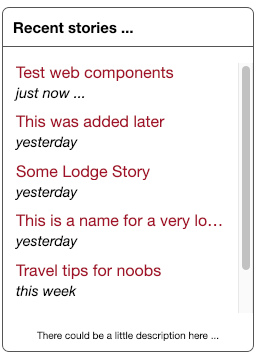 Recent stories ...
Test web components
just now ...
This was added later
yesterday
Some Lodge Story
yesterday
This is a name for a very lo…
yesterday
Travel tips for noobs
this week
There could be a little description here ...